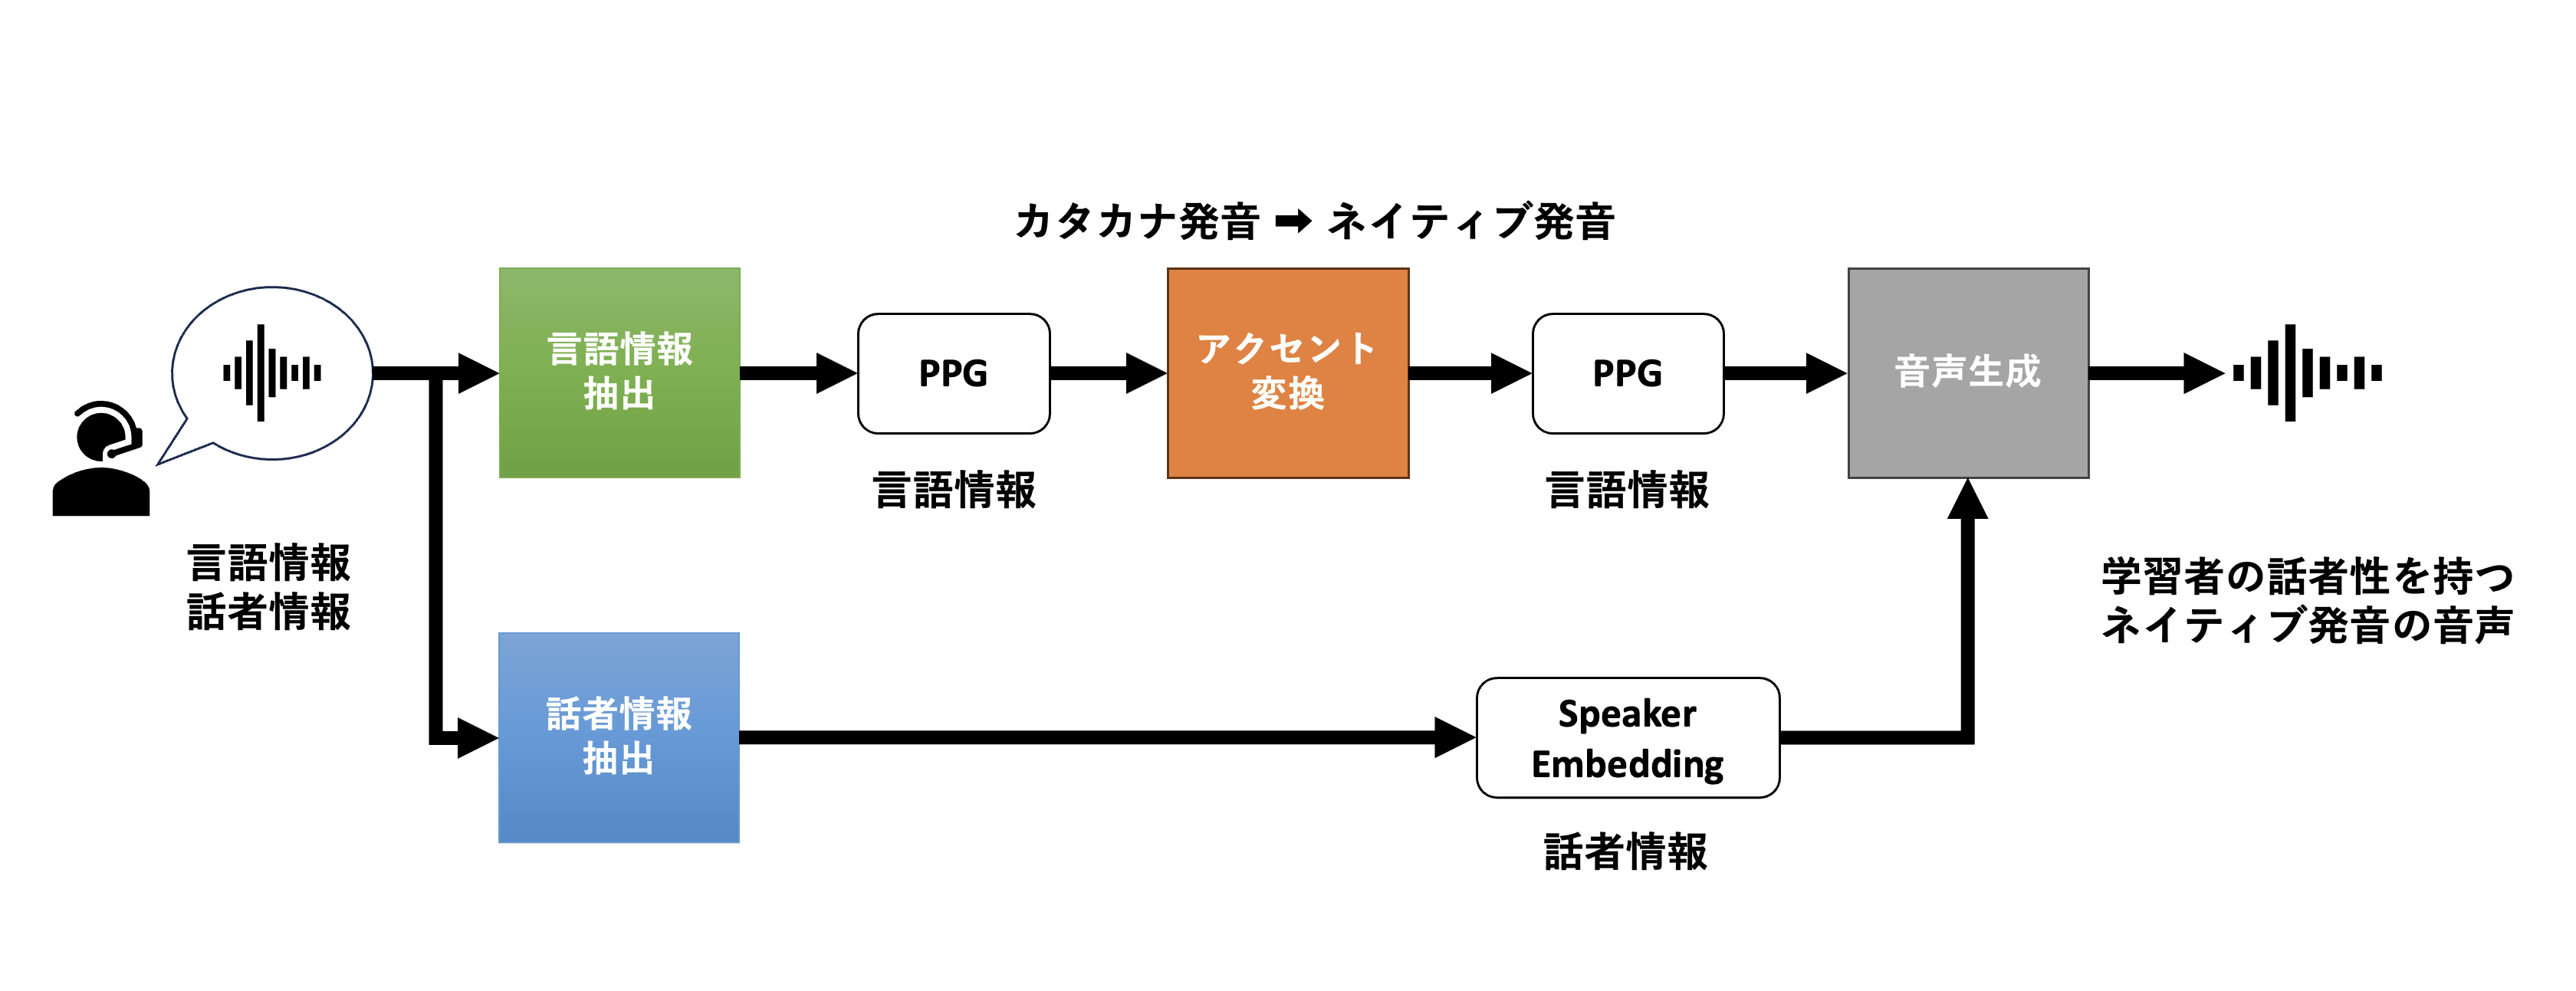 カタカナ発音 ➡ ネイティブ発音
言語情報
抽出
PPG
アクセント
変換
PPG
音声生成
言語情報
言語情報
言語情報
話者情報
学習者の話者性を持つ
ネイティブ発音の音声
話者情報
抽出
Speaker
Embedding
話者情報